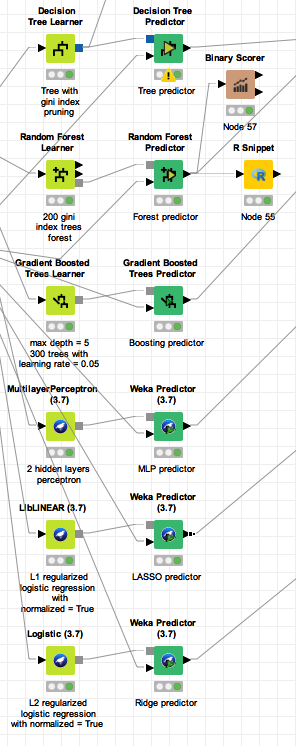 Decision
Tree Learner
Decision Tree
Predictor
Tree with
gini index
pruning
Tree predictor
Binary Scorer
Node 57
Random Forest
Learner
Random Forest
Predictor
R Snippet
R
200 gini
index trees
forest
Forest predictor
Node 55
Gradient Boosted
Trees Learner
Gradient Boosted
Trees Predictor
max depth = 5
300 trees with
learning rate = 0.05
Boosting predictor
MultilayerPerceptron
(3.7)
Weka Predictor
(3.7)
2 hidden layers
perceptron
MLP predictor
LibLINEAR (3.7)
Weka Predictor
(3.7)
L1 regularized
logistic regression
with
normalized = True
LASSO predictor
Logistic (3.7)
Weka Predictor
(3.7)
L2 regularized
logistic regression
with normalized = True
Ridge predictor